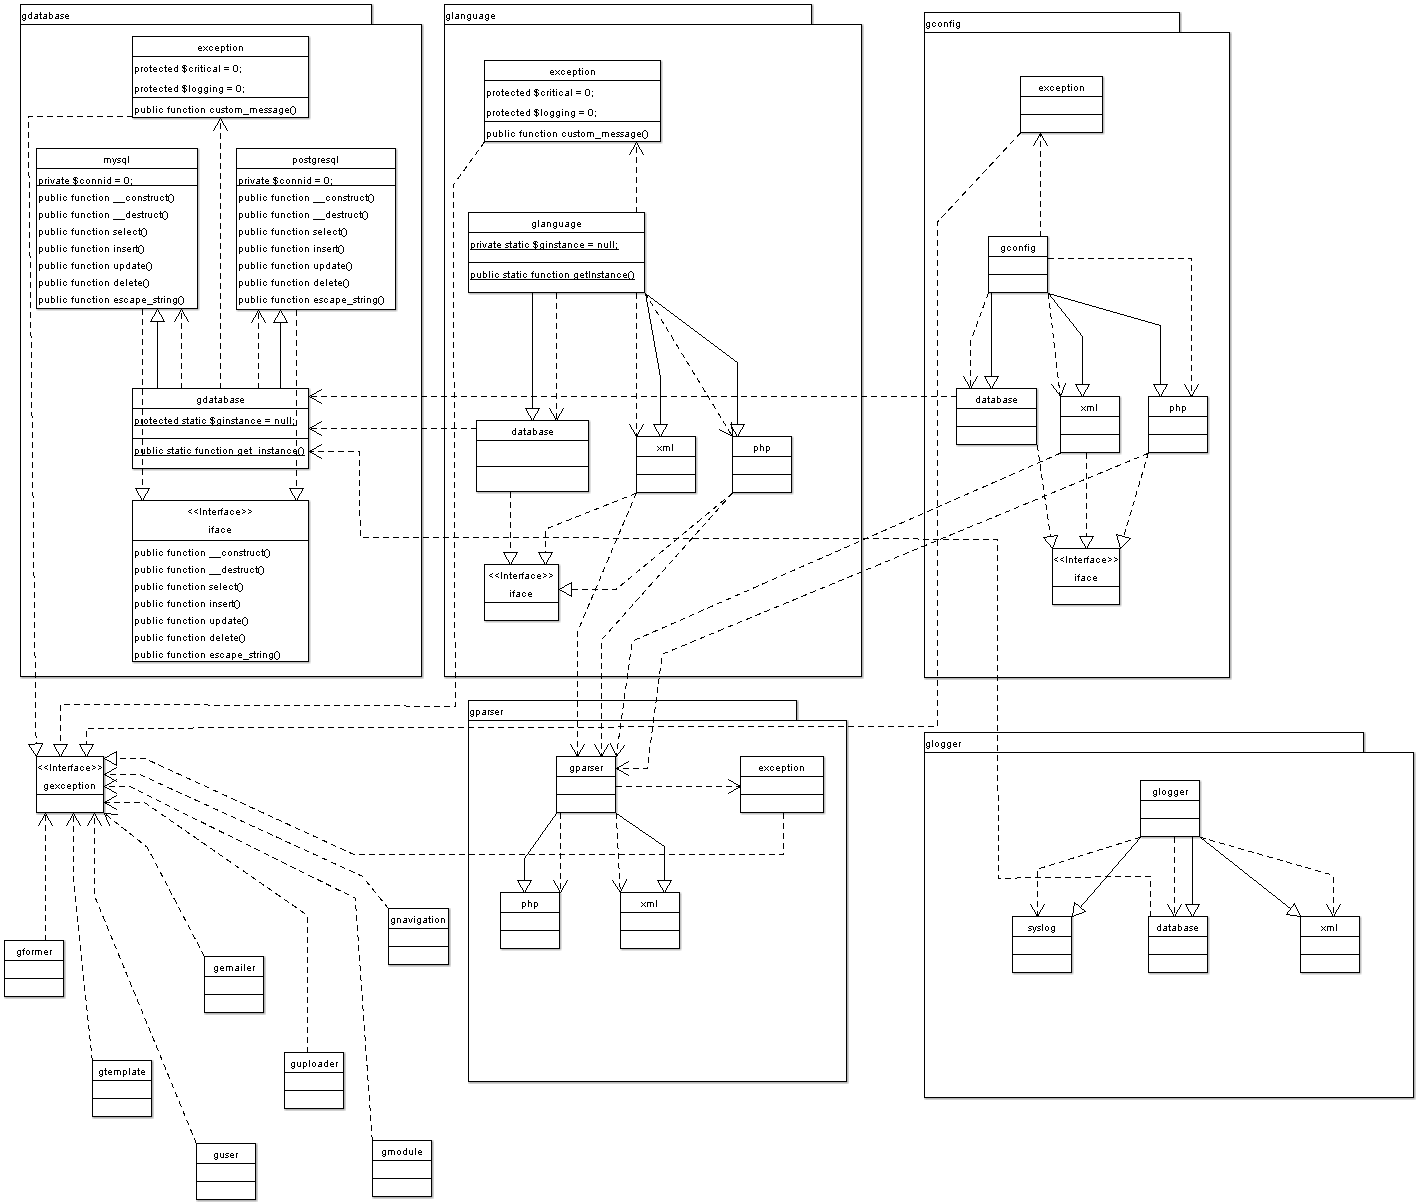 gdatabase
exception
protected $critical = 0;
protected $logging = 0;
public function custom_message()
mysql
private $connid = 0;
public function __construct()
public function __destruct()
public function select()
public function insert()
public function update()
public function delete()
public function escape_string()
postgresql
private $connid = 0;
public function __construct()
public function __destruct()
public function select()
public function insert()
public function update()
public function delete()
public function escape_string()
gdatabase
protected static $ginstance = null;
public static function get_instance()
<<Interface>>
iface
public function __construct()
public function __destruct()
public function select()
public function insert()
public function update()
public function delete()
public function escape_string()
glanguage
exception
protected $critical = 0;
protected $logging = 0;
public function custom_message()
glanguage
private static $ginstance = null;
public static function getInstance()
database
xml
php
<<Interface>>
iface
gconfig
exception
gconfig
database
xml
php
<<Interface>>
iface
<<Interface>>
gexception
gformer
gtemplate
guser
gemailer
guploader
gmodule
gnavigation
gparser
gparser
exception
php
xml
glogger
glogger
syslog
database
xml